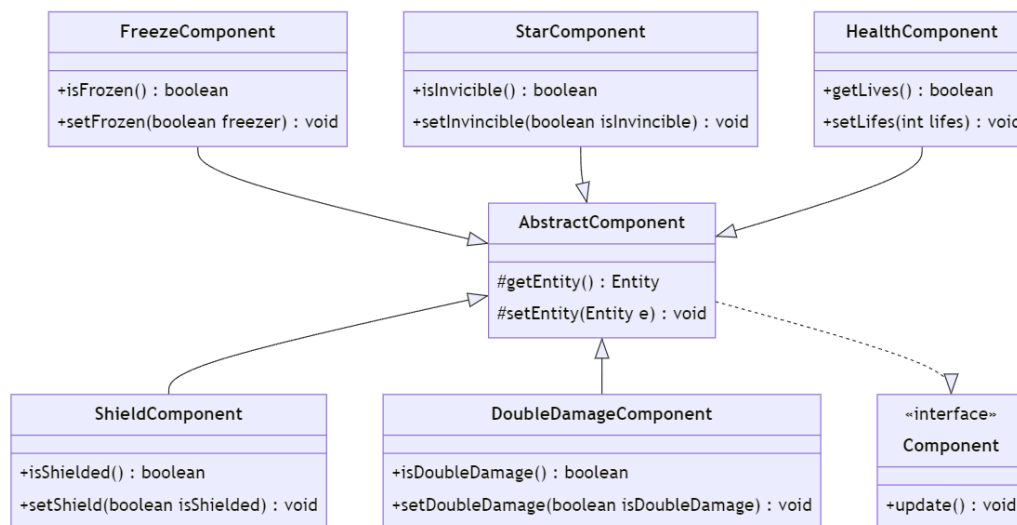 FreezeComponent
+isFrozen() : boolean
+setFrozen(boolean freezer) : void
StarComponent
+isInvicible() : boolean
+setInvincible(boolean isInvincible) : void
HealthComponent
+getLives() : boolean
+setLifes(int lifes) : void
AbstractComponent
#getEntity() : Entity
#setEntity(Entity e) : void
ShieldComponent
+isShielded() : boolean
+setShield(boolean isShielded) : void
DoubleDamageComponent
+isDoubleDamage() : boolean
+setDoubleDamage(boolean isDoubleDamage) : void
«interface»
Component
+update() : void